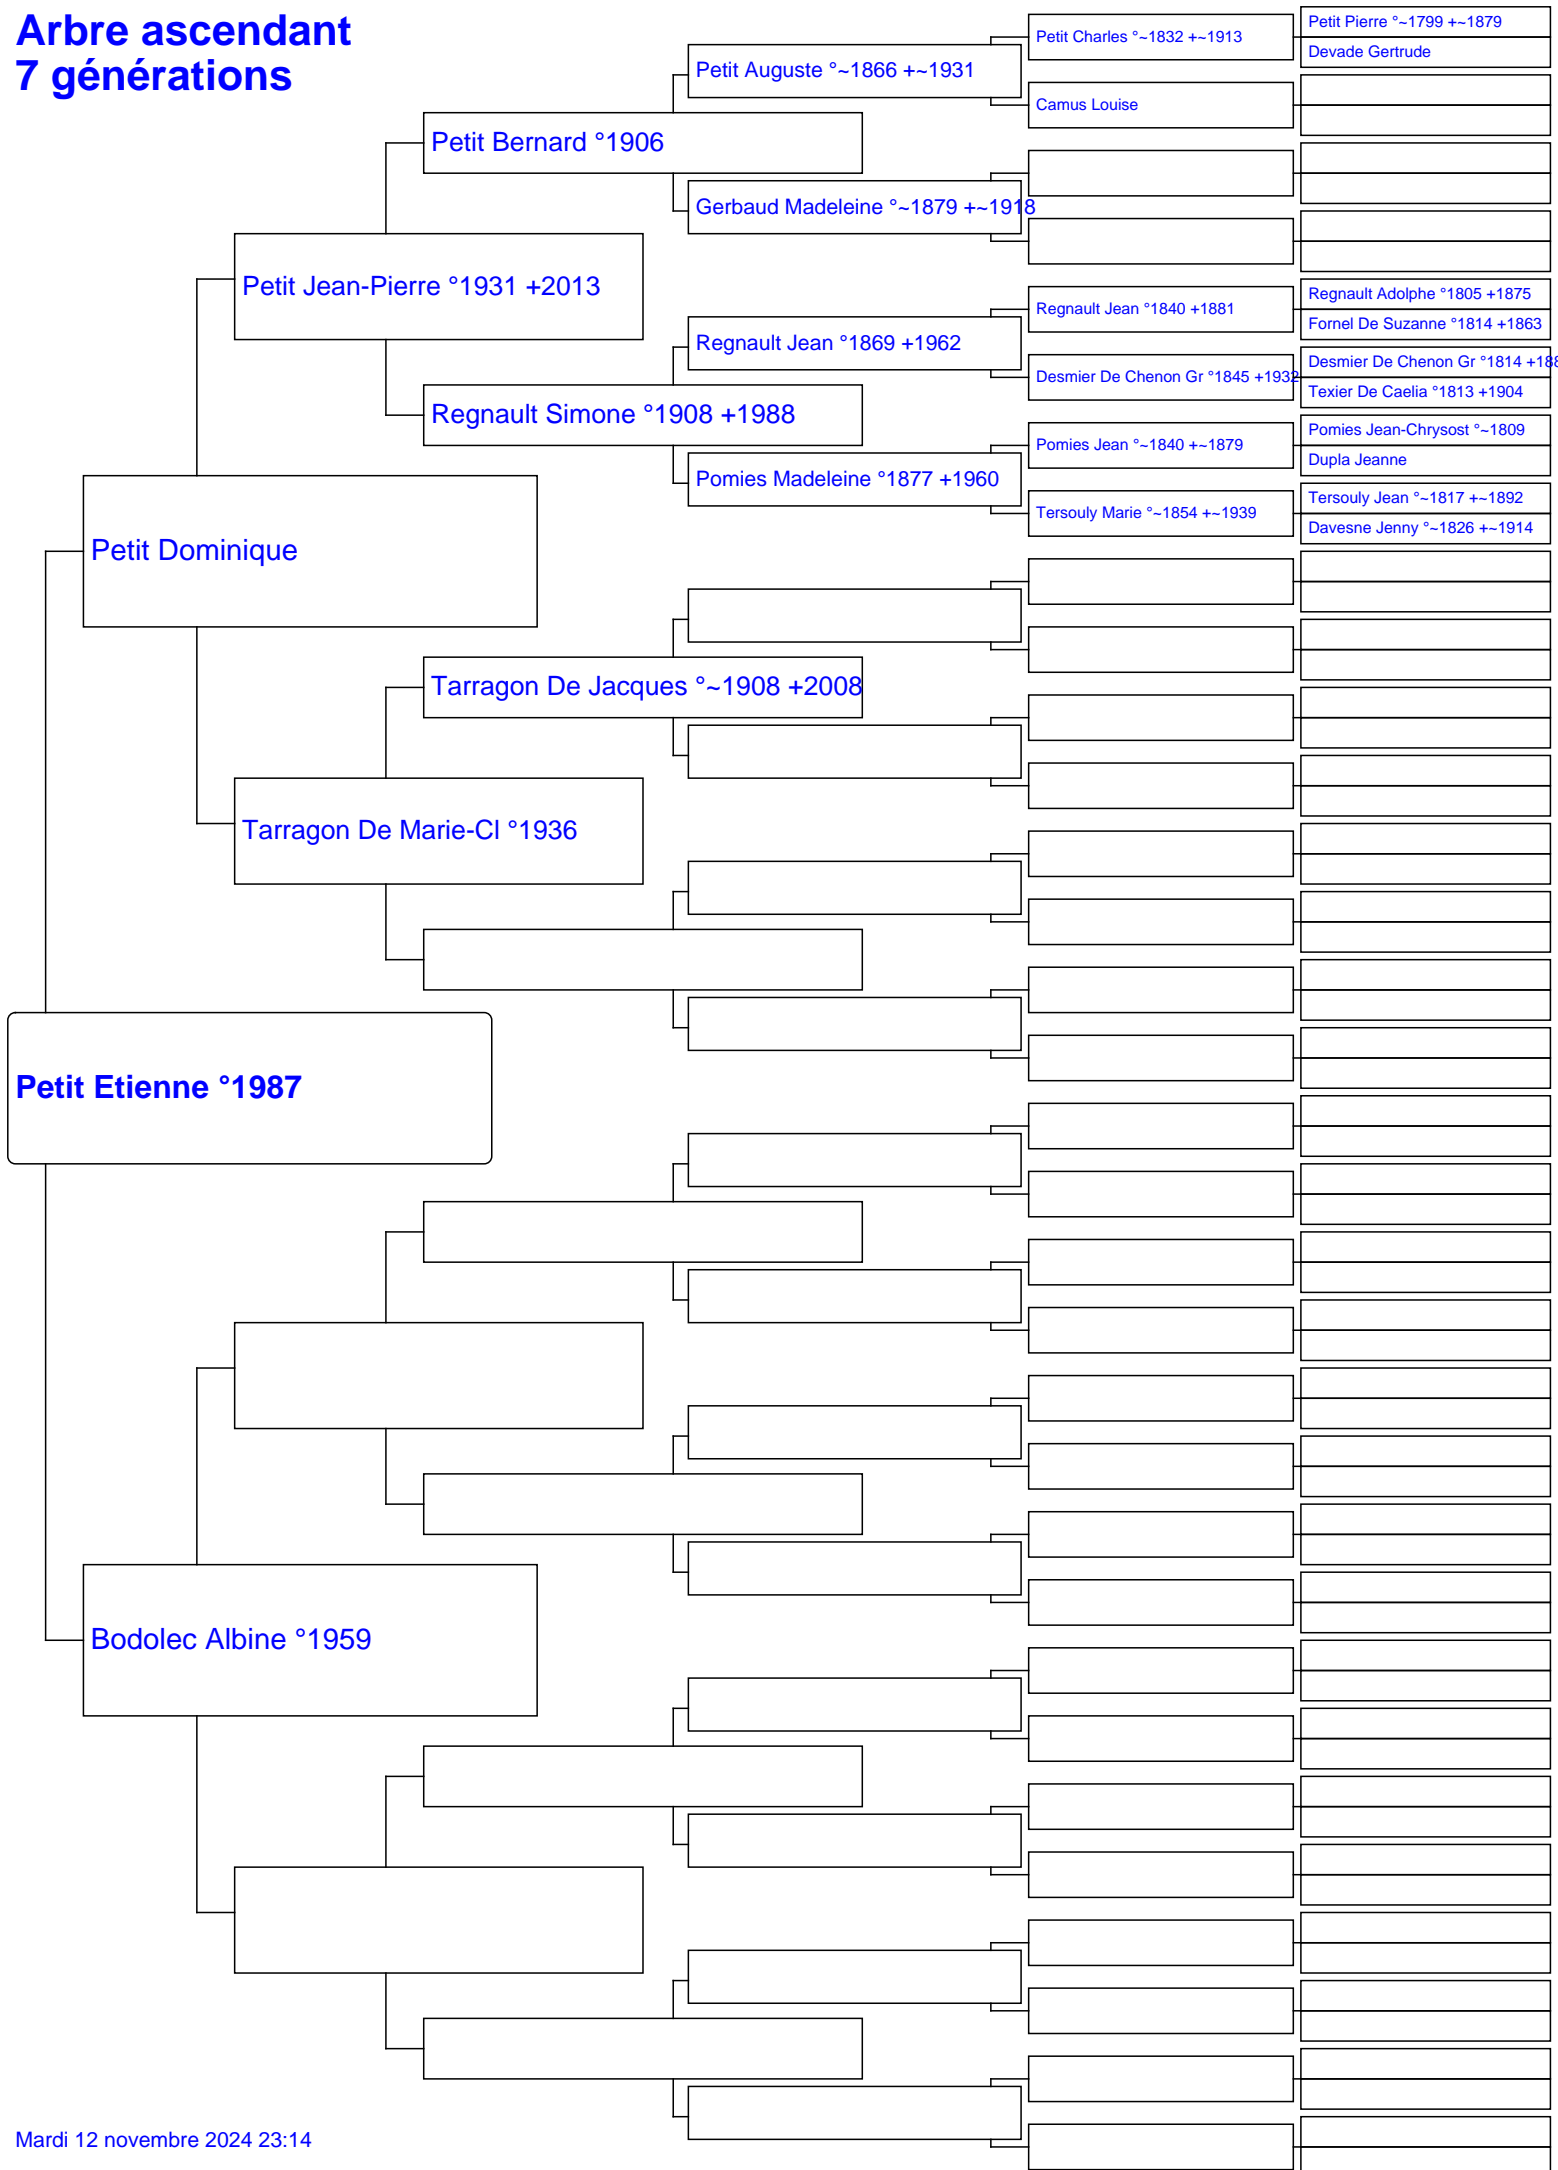 Arbre ascendant
7 générations
Petit Pierre °~1799 +~1879
Petit Charles °~1832 +~1913
Devade Gertrude
Petit Auguste °~1866 +~1931
Camus Louise
Petit Bernard °1906
Gerbaud Madeleine °~1879 +~1918
Petit Jean-Pierre °1931 +2013
Regnault Adolphe °1805 +1875
Regnault Jean °1840 +1881
Fornel De Suzanne °1814 +1863
Regnault Jean °1869 +1962
Desmier De Chenon Gr °1814 +188
Desmier De Chenon Gr °1845 +1932
Texier De Caelia °1813 +1904
Regnault Simone °1908 +1988
Pomies Jean-Chrysost °~1809
Pomies Jean °~1840 +~1879
Dupla Jeanne
Pomies Madeleine °1877 +1960
Tersouly Jean °~1817 +~1892
Tersouly Marie °~1854 +~1939
Davesne Jenny °~1826 +~1914
Petit Dominique
Tarragon De Jacques °~1908 +2008
Tarragon De Marie-Cl °1936
Petit Etienne °1987
Bodolec Albine °1959
Mardi 12 novembre 2024 23:14